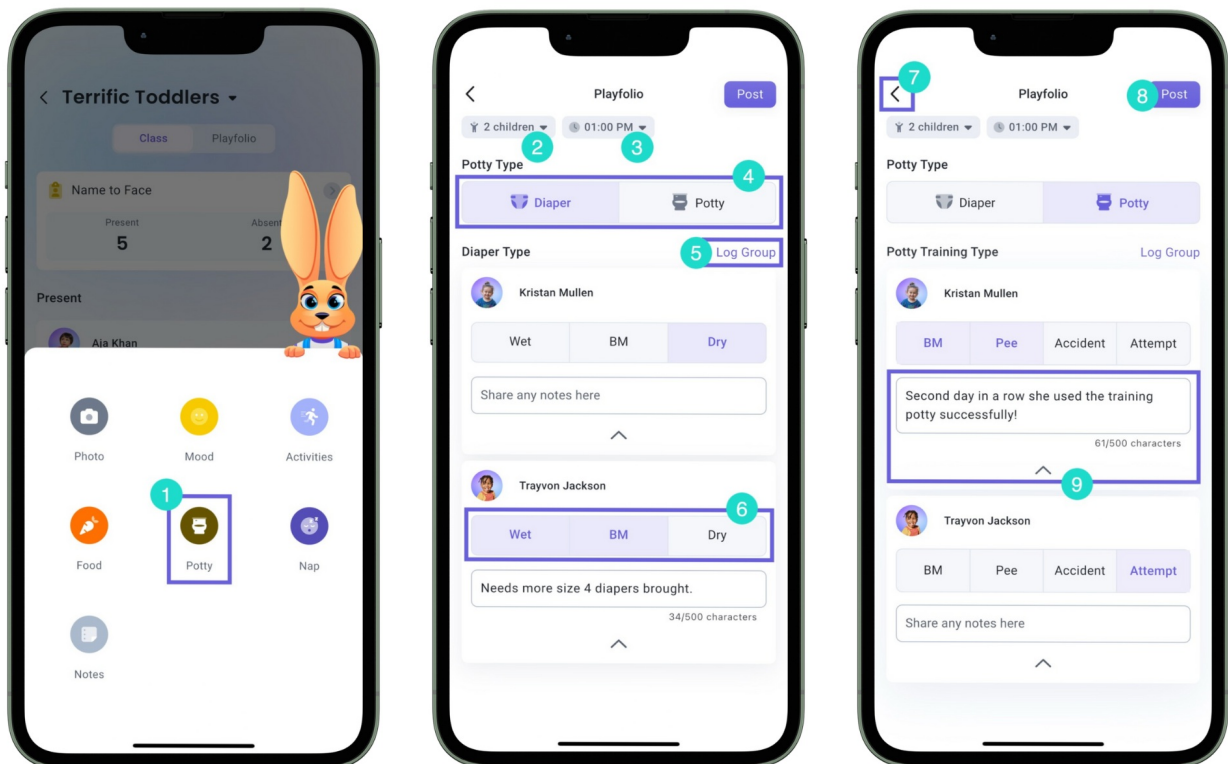 Terrific Toddlers
Class Playfolio
Name to Face
Present Absent
5 2
Present
Aja Khan
Photo Mood Activities
1
Food Potty Nap
Notes
Playfolio Post
2 children 01:00 PM
2 3
Potty Type
4
Diaper Potty
Diaper Type 5 Log Group
Kristan Mullen
Wet BM Dry
Share any notes here
Trayvon Jackson
6
Wet BM Dry
Needs more size 4 diapers brought.
34/500 characters
7
Playfolio 8 Post
2 children 01:00 PM
Potty Type
Diaper Potty
Potty Training Type Log Group
Kristan Mullen
BM Pee Accident Attempt
Second day in a row she used the training
potty successfully!
61/500 characters
9
Trayvon Jackson
BM Pee Accident Attempt
Share any notes here